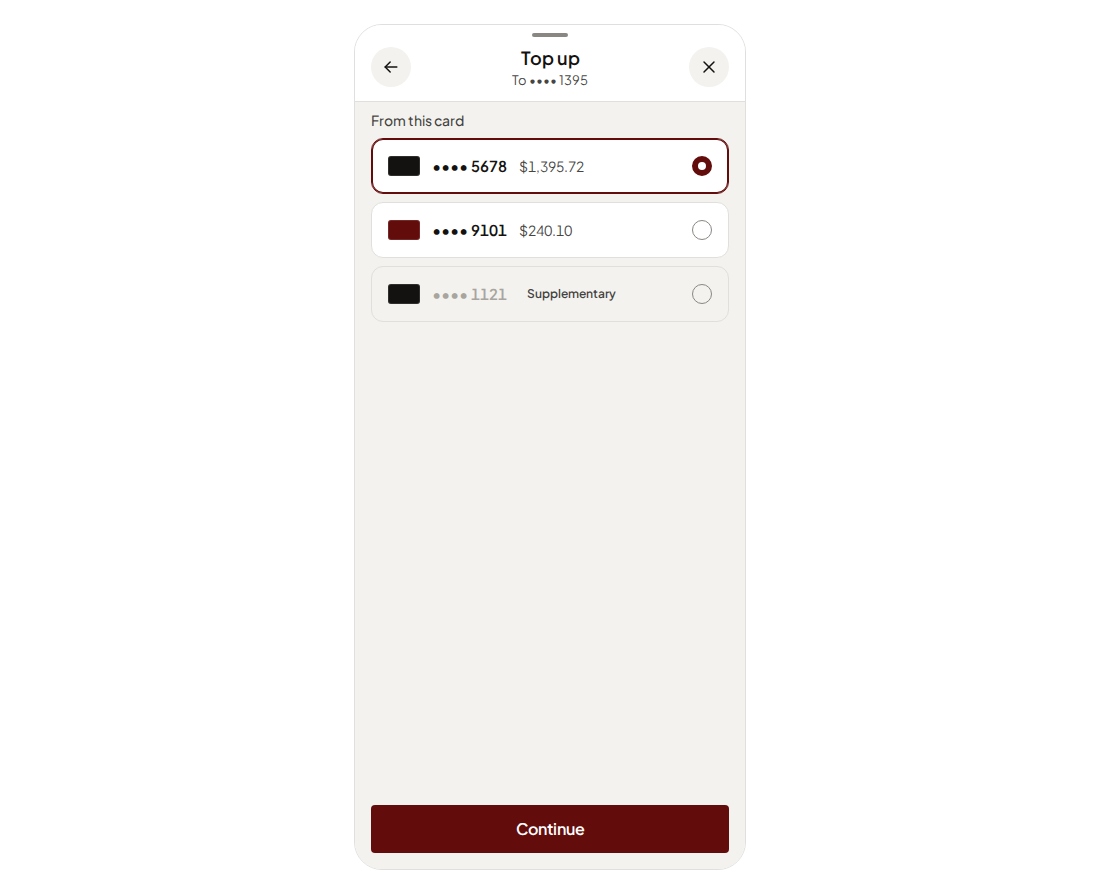 Top up
To •••• 1395
From this card
•••• 5678 $1,395.72
•••• 9101 $240.10
•••• 1121 Supplementary
Continue